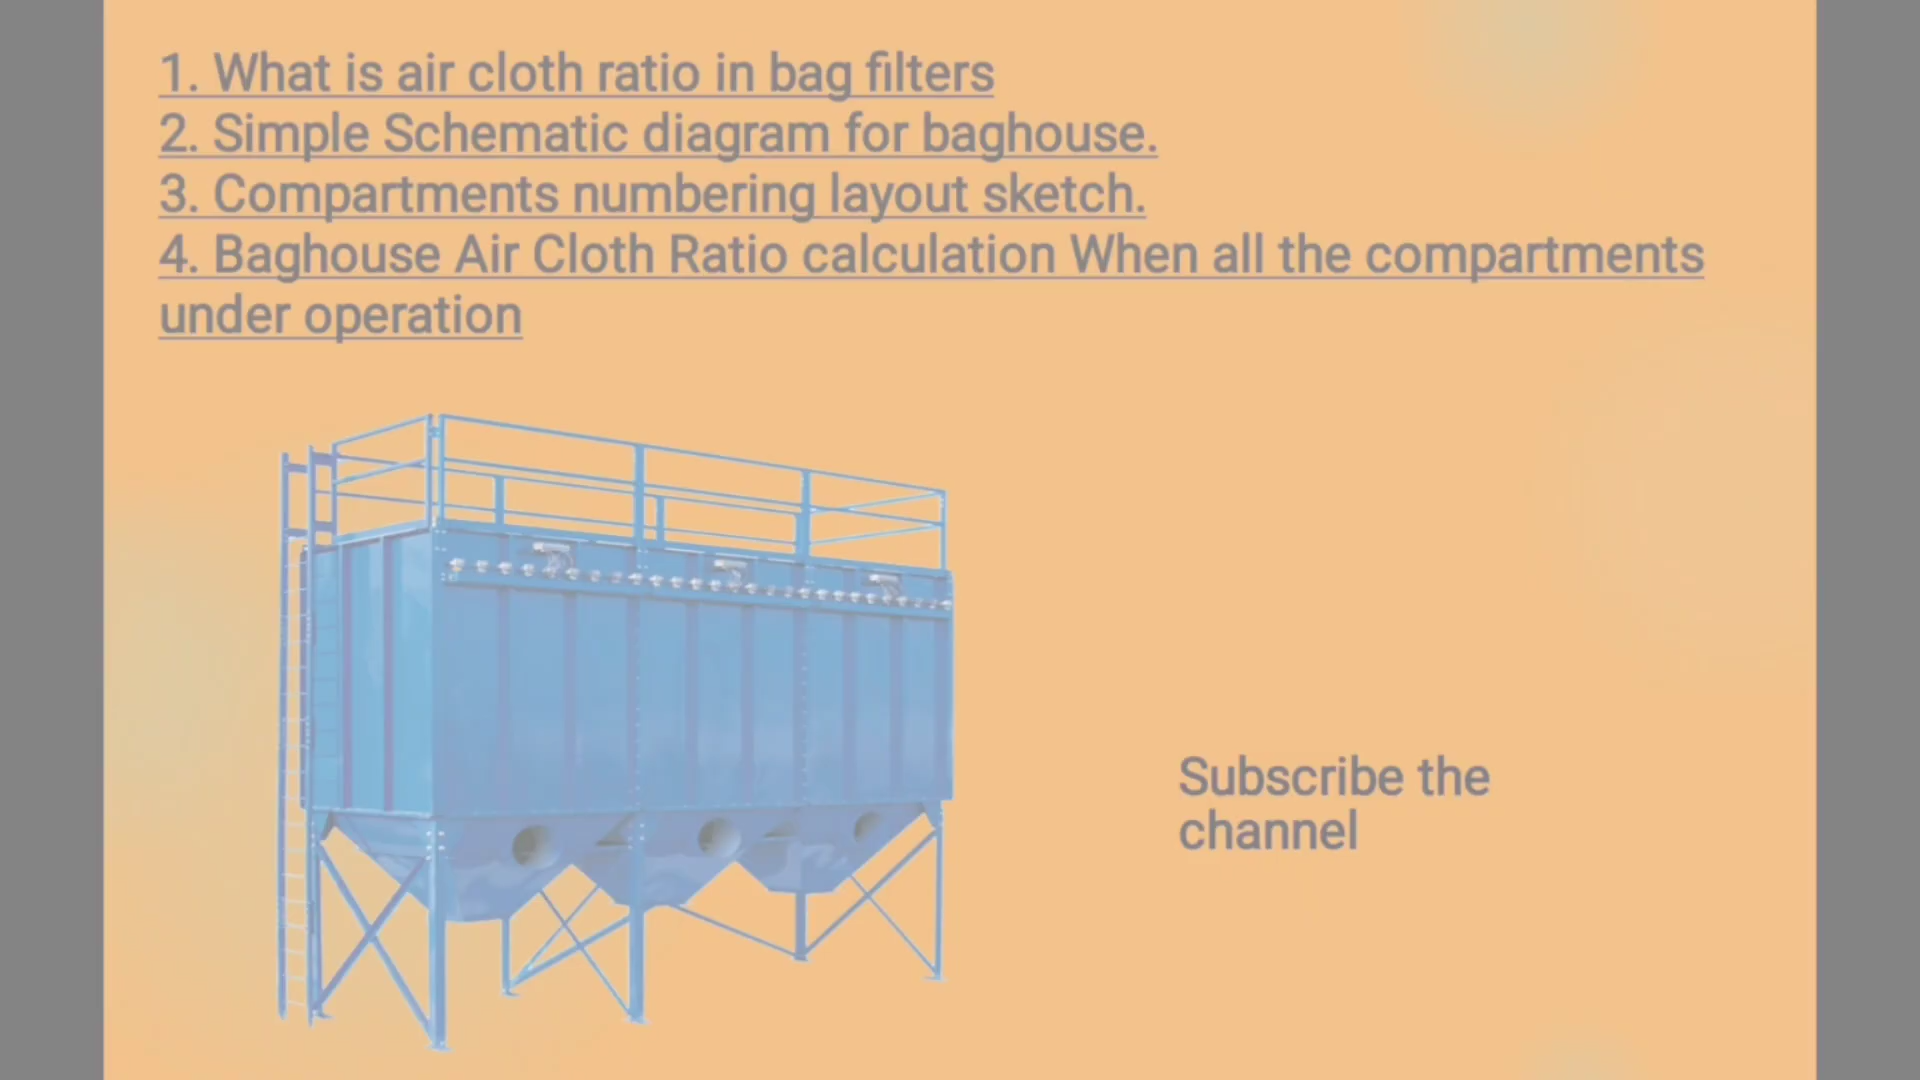 1. What is air cloth ratio in bag filters
2. Simple Schematic diagram for baghouse.
3. Compartments numbering layout sketch.
4. Baghouse Air Cloth Ratio calculation When all the compartments
under operation
Subscribe the
channel